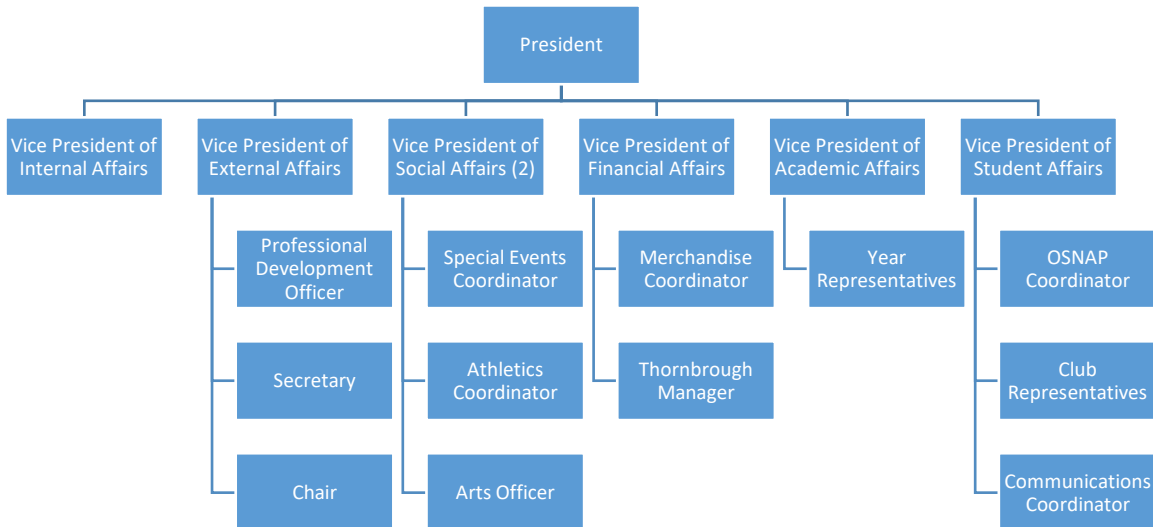 President
Vice President of
Internal Affairs
Vice President of
External Affairs
Vice President of
Social Affairs (2)
Vice President of
Financial Affairs
Vice President of
Academic Affairs
Vice President of
Student Affairs
Professional
Development
Officer
Special Events
Coordinator
Merchandise
Coordinator
Year
Representatives
OSNAP
Coordinator
Secretary
Athletics
Coordinator
Thornbrough
Manager
Club
Representatives
Chair
Arts Officer
Communications
Coordinator